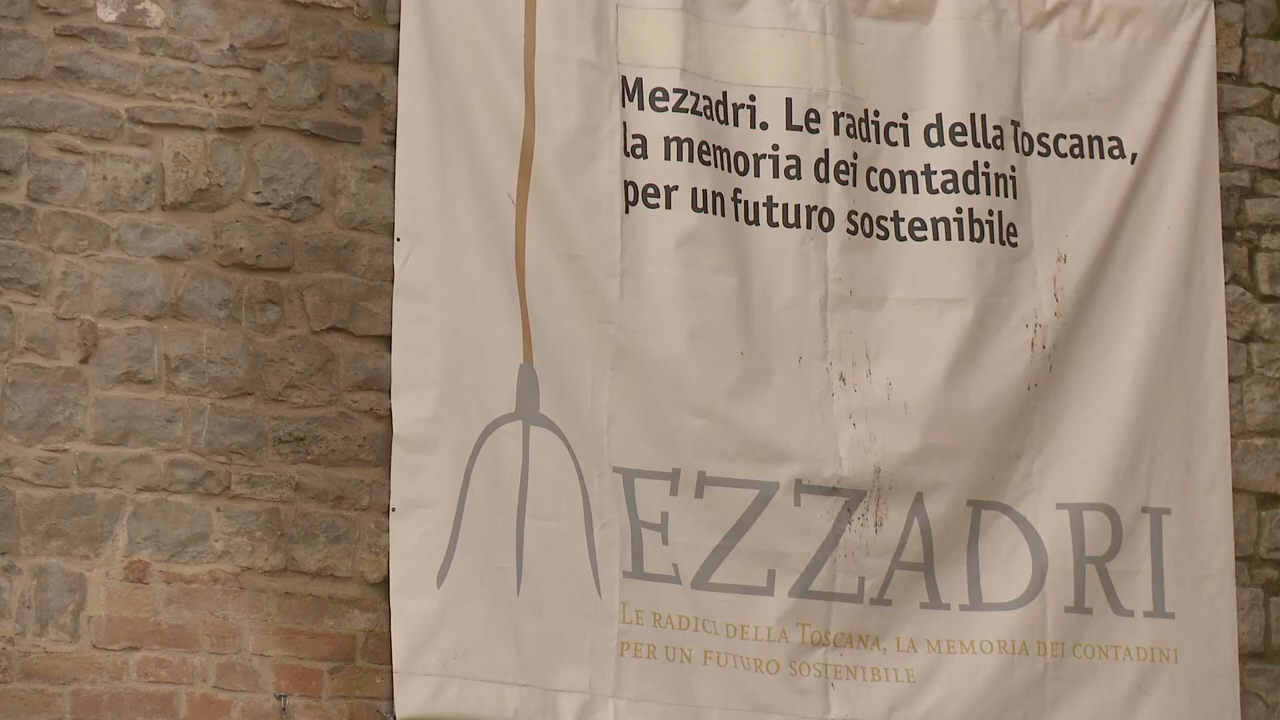 Mezzadri. Le radici della Toscana,
la memoria dei contadini
per un futuro sostenibile
MEZZADRI
LE RADICI DELLA TOSCANA, LA MEMORIA DEI CONTADINI
PER UN FUTURO SOSTENIBILE